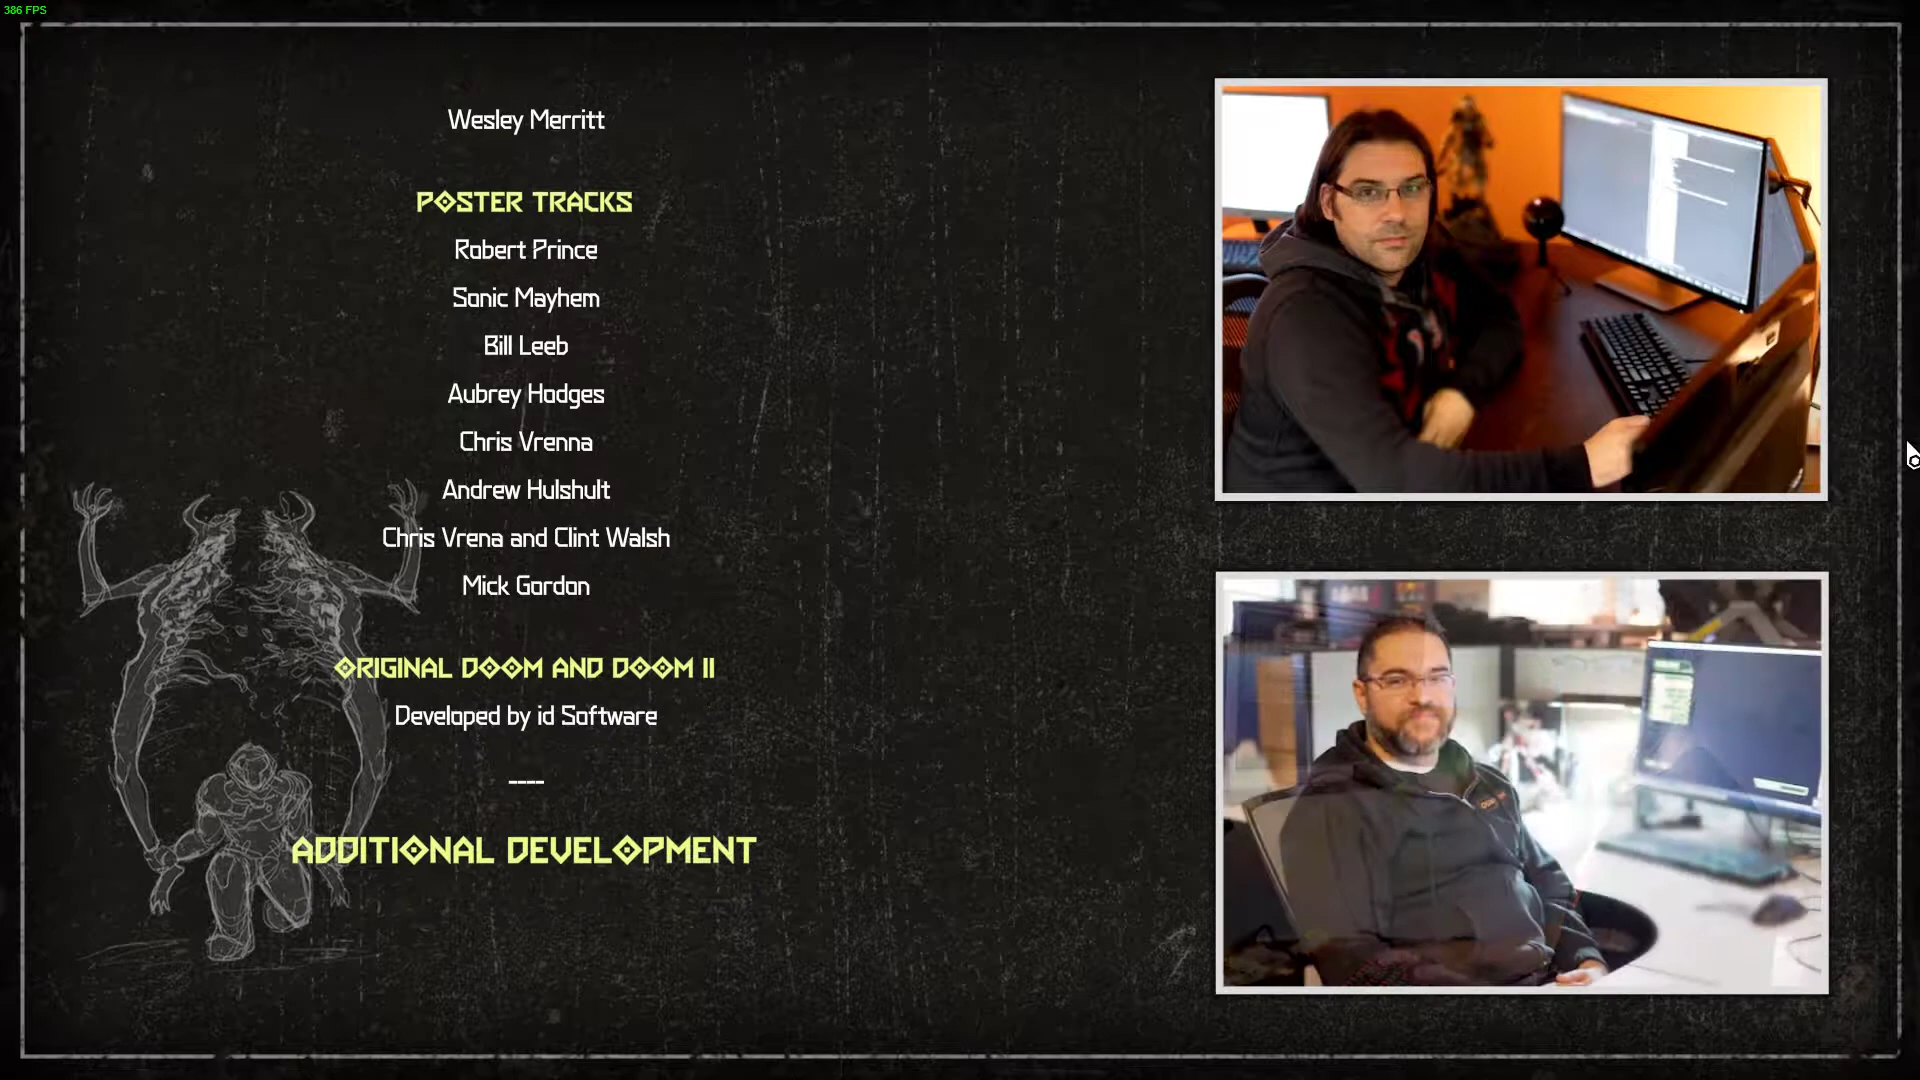 386 FPS
Wesley Merritt
POSTER TRACKS
Robert Prince
Sonic Mayhem
Bill Leeb
Aubrey Hodges
Chris Vrenna
Andrew Hulshult
Chris Vrena and Clint Walsh
Mick Gordon
ORIGINAL DOOM AND DOOM II
Developed by id Software
----
ADDITIONAL DEVELOPMENT